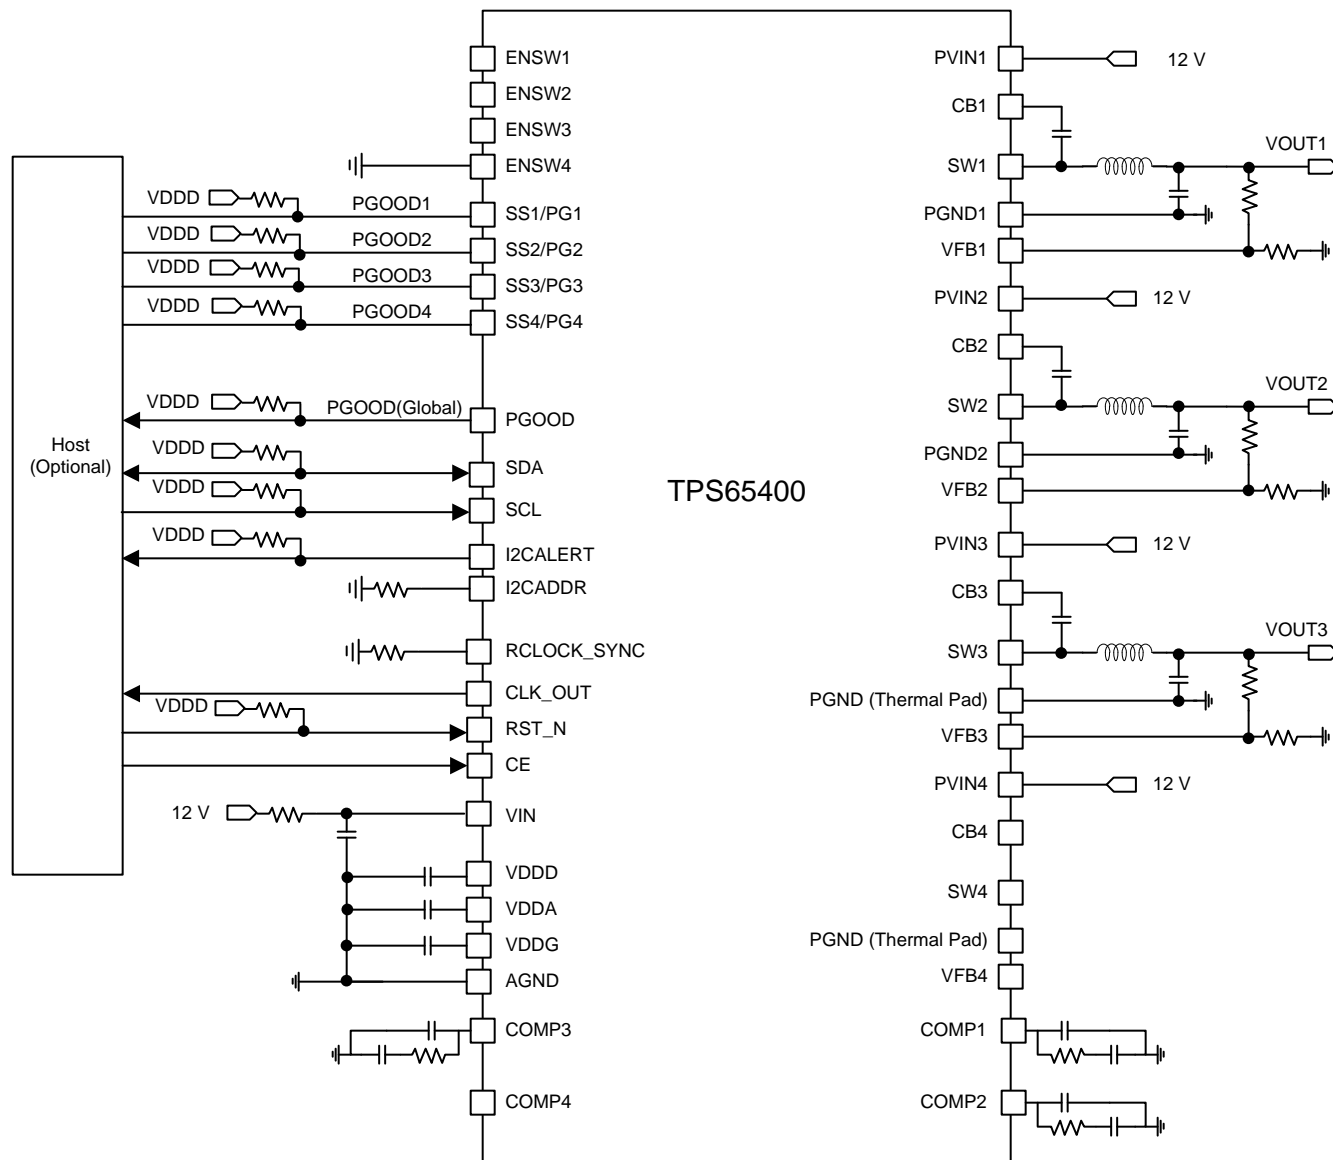 ENSW1
ENSW2
ENSW3
ENSW4
VDDD
PGOOD1
SS1/PG1
VDDD
PGOOD2
SS2/PG2
VDDD
PGOOD3
SS3/PG3
VDDD
PGOOD4
SS4/PG4
VDDD
PGOOD(Global)
PGOOD
Host
(Optional)
VDDD
SDA
VDDD
SCL
VDDD
I2CALERT
I2CADDR
RCLOCK_SYNC
CLK_OUT
VDDD
RST_N
CE
12 V
VIN
VDDD
VDDA
VDDG
AGND
COMP3
COMP4
TPS65400
PVIN1
12 V
CB1
VOUT1
SW1
PGND1
VFB1
PVIN2
12 V
CB2
VOUT2
SW2
PGND2
VFB2
PVIN3
12 V
CB3
VOUT3
SW3
PGND (Thermal Pad)
VFB3
PVIN4
12 V
CB4
SW4
PGND (Thermal Pad)
VFB4
COMP1
COMP2